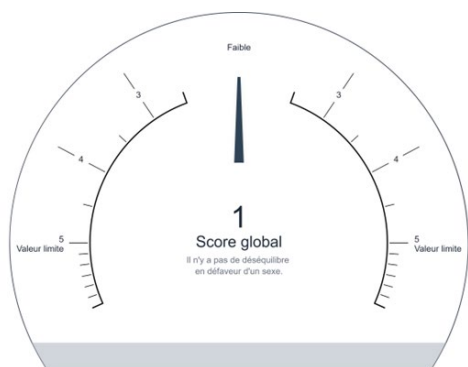 Faible
3
3
4
4
5
Valeur limite
5
Valeur limite
1
Score global
Il n'y a pas de déséquilibre
en défaveur d'un sexe.